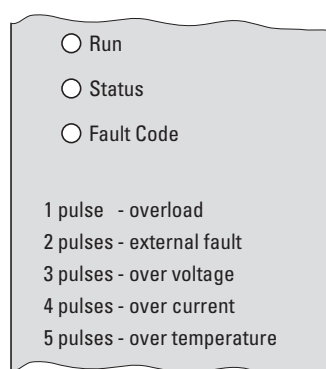 Run
Status
Fault Code
1 pulse - overload
2 pulses - external fault
3 pulses - over voltage
4 pulses - over current
5 pulses - over temperature